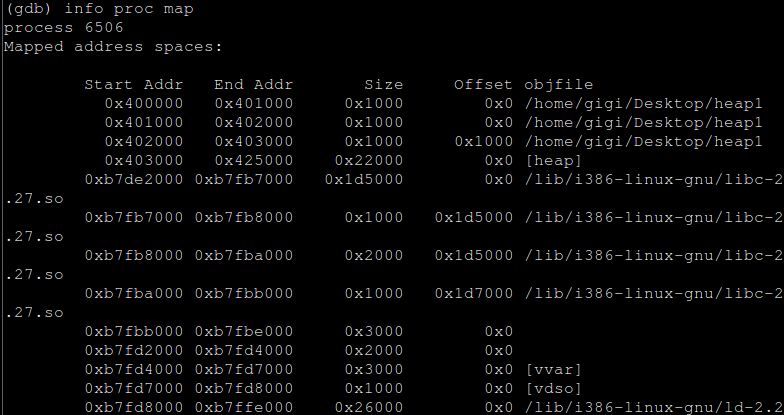 (gdb) info proc map
process 6506
Mapped address spaces:
Start Addr End Addr Size Offset objfile
0x400000 0x401000 0x1000 0x0 /home/gigi/Desktop/heap1
0x401000 0x402000 0x1000 0x0 /home/gigi/Desktop/heap1
0x402000 0x403000 0x1000 0x1000 /home/gigi/Desktop/heap1
0x403000 0x425000 0x22000 0x0 [heap]
0xb7de2000 0xb7fb7000 0x1d5000 0x0 /lib/i386-linux-gnu/libc-2
.27.so
0xb7fb7000 0xb7fb8000 0x1000 0x1d5000 /lib/i386-linux-gnu/libc-2
.27.so
0xb7fb8000 0xb7fba000 0x2000 0x1d5000 /lib/i386-linux-gnu/libc-2
.27.so
0xb7fba000 0xb7fbb000 0x1000 0x1d7000 /lib/i386-linux-gnu/libc-2
.27.so
0xb7fbb000 0xb7fbe000 0x3000 0x0
0xb7fd2000 0xb7fd4000 0x2000 0x0
0xb7fd4000 0xb7fd7000 0x3000 0x0 [vvar]
0xb7fd7000 0xb7fd8000 0x1000 0x0 [vdso]
0xb7fd8000 0xb7ffe000 0x26000 0x0 /lib/i386-linux-gnu/ld-2.2